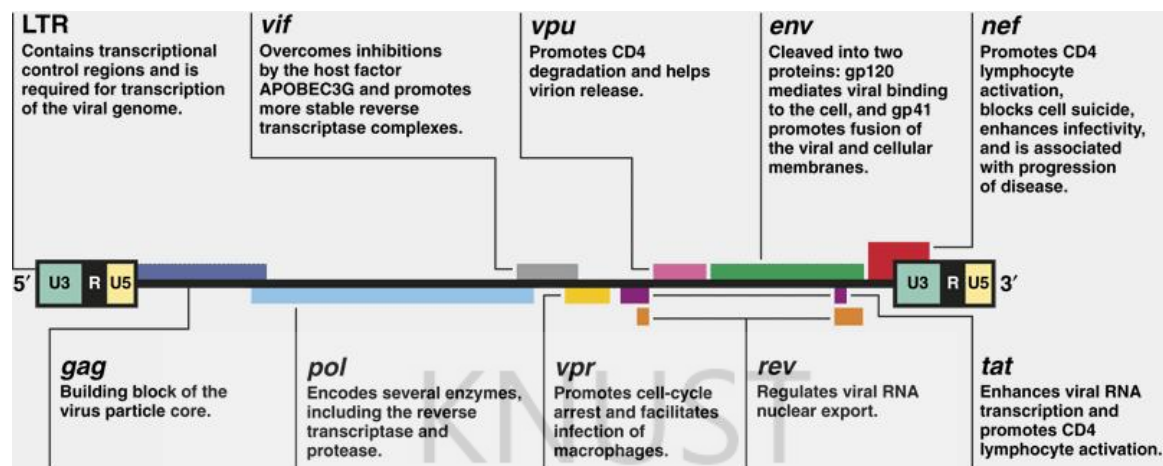 LTR
Contains transcriptional
control regions and is
required for transcription
of the viral genome.
vif
Overcomes inhibitions
by the host factor
APOBEC3G and promotes
more stable reverse
transcriptase complexes.
vpu
Promotes CD4
degradation and helps
virion release.
env
Cleaved into two
proteins: gp120
mediates viral binding
to the cell, and gp41
promotes fusion of
the viral and cellular
membranes.
nef
Promotes CD4
lymphocyte
activation,
blocks cell suicide,
enhances infectivity,
and is associated
with progression
of disease.
5′ U3 R U5 U3 R U5 3′
gag
Building block of the
virus particle core.
pol
Encodes several enzymes,
including the reverse
transcriptase and
protease.
vpr
Promotes cell-cycle
arrest and facilitates
infection of
macrophages.
rev
Regulates viral RNA
nuclear export.
tat
Enhances viral RNA
transcription and
promotes CD4
lymphocyte activation.
KNUST